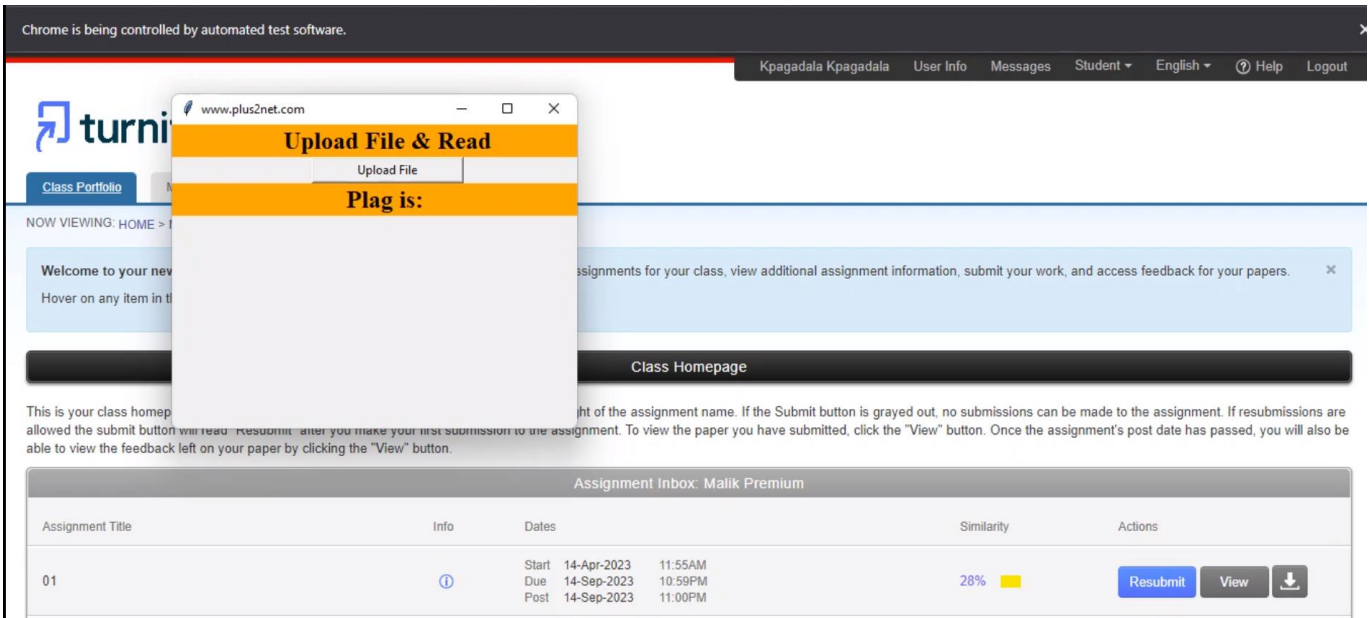 Chrome is being controlled by automated test software.
Kpagadala Kpagadala User Info Messages Student English Help Logout
turni
www.plus2net.com
Upload File & Read
Upload File
Plag is:
Class Portfolio
NOW VIEWING: HOME >
Welcome to your new
ssignments for your class, view additional assignment information, submit your work, and access feedback for your papers.
Hover on any item in th
Class Homepage
This is your class homep
ht of the assignment name. If the Submit button is grayed out, no submissions can be made to the assignment. If resubmissions are
allowed the submit button will read "Resubmit" after you make your first submission to the assignment. To view the paper you have submitted, click the "View" button. Once the assignment's post date has passed, you will also be
able to view the feedback left on your paper by clicking the "View" button.
Assignment Inbox: Malik Premium
Assignment Title Info Dates Similarity Actions
Start 14-Apr-2023 11:55AM
01 Due 14-Sep-2023 10:59PM 28% Resubmit View
Post 14-Sep-2023 11:00PM